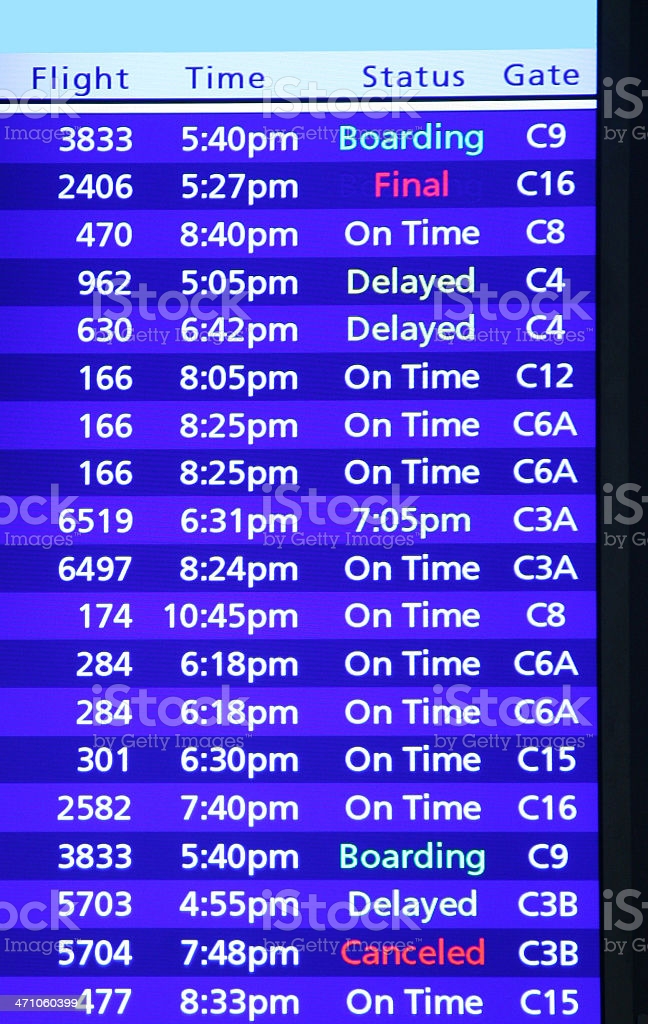 Flight Time Status Gate
3833 5:40pm Boarding C9
2406 5:27pm Final C16
470 8:40pm On Time C8
962 5:05pm Delayed C4
630 6:42pm Delayed C4
166 8:05pm On Time C12
166 8:25pm On Time C6A
166 8:25pm On Time C6A
6519 6:31pm 7:05pm C3A
6497 8:24pm On Time C3A
174 10:45pm On Time C8
284 6:18pm On Time C6A
284 6:18pm On Time C6A
301 6:30pm On Time C15
2582 7:40pm On Time C16
3833 5:40pm Boarding C9
5703 4:55pm Delayed C3B
5704 7:48pm Canceled C3B
477 8:33pm On Time C15
iStock
by Getty Images™
471060399